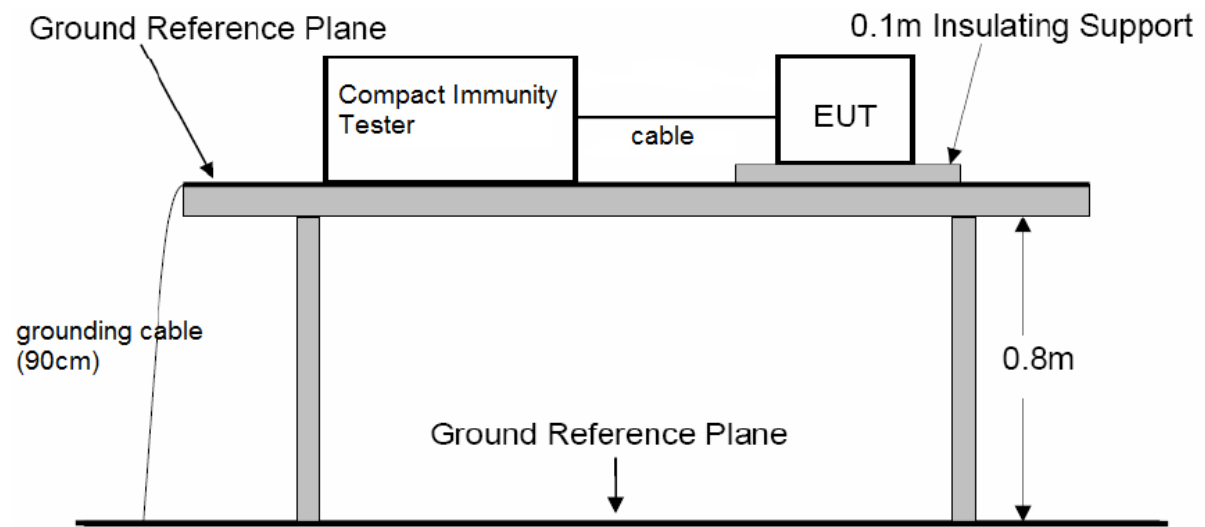 Ground Reference Plane
0.1m Insulating Support
Compact Immunity
Tester
cable
EUT
grounding cable
(90cm)
0.8m
Ground Reference Plane